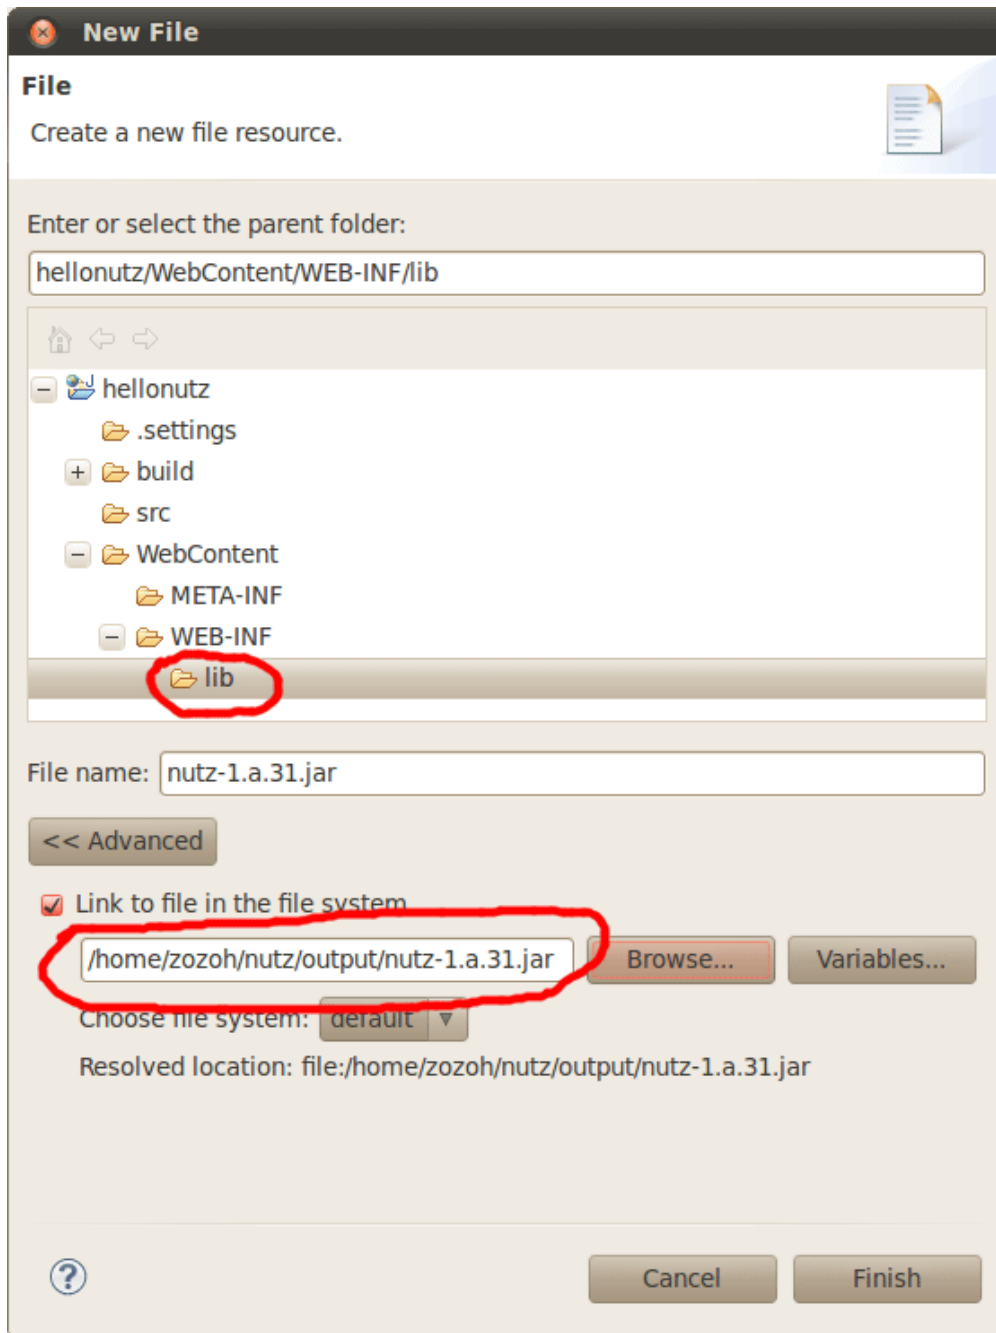 New File
File
Create a new file resource.
Enter or select the parent folder:
hellonutz/WebContent/WEB-INF/lib
hellonutz
.settings
build
src
WebContent
META-INF
WEB-INF
lib
File name: nutz-1.a.31.jar
<< Advanced
Link to file in the file system
/home/zozoh/nutz/output/nutz-1.a.31.jar Browse... Variables...
Choose file system: default
Resolved location: file:/home/zozoh/nutz/output/nutz-1.a.31.jar
? Cancel Finish